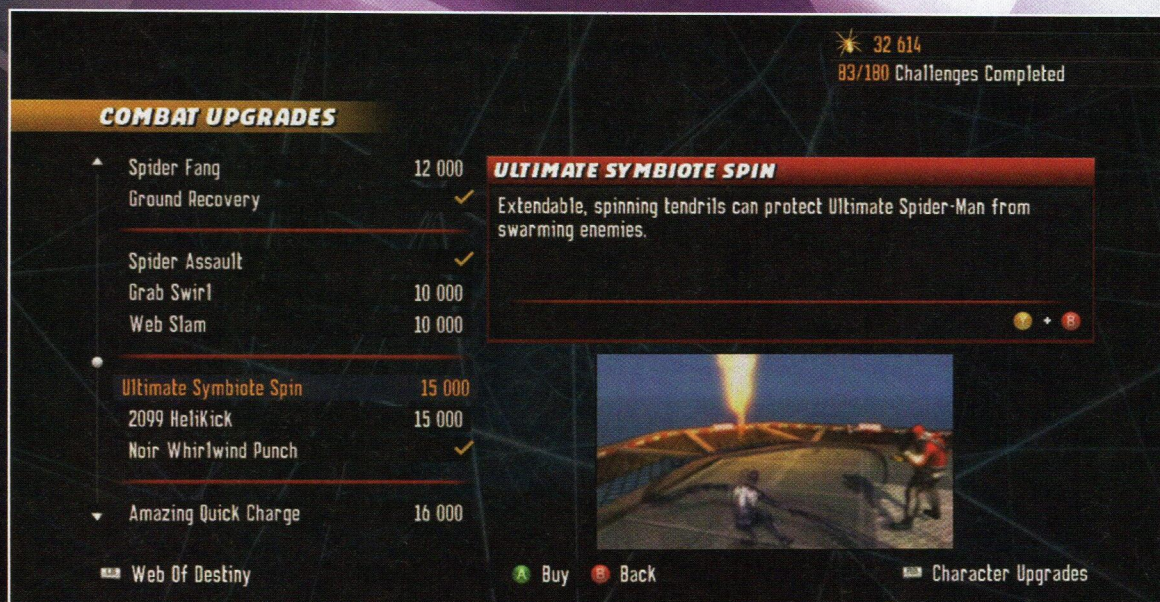 32 614
83/180 Challenges Completed
COMBAT UPGRADES
Spider Fang 12 000
Ground Recovery
Spider Assault
Grab Swirl 10 000
Web Slam 10 000
Ultimate Symbiote Spin 15 000
2099 HeliKick 15 000
Noir Whirlwind Punch
Amazing Quick Charge 16 000
ULTIMATE SYMBIOTE SPIN
Extendable, spinning tendrils can protect Ultimate Spider-Man from
swarming enemies.
Y + B
Web Of Destiny
A Buy B Back
Character Upgrades